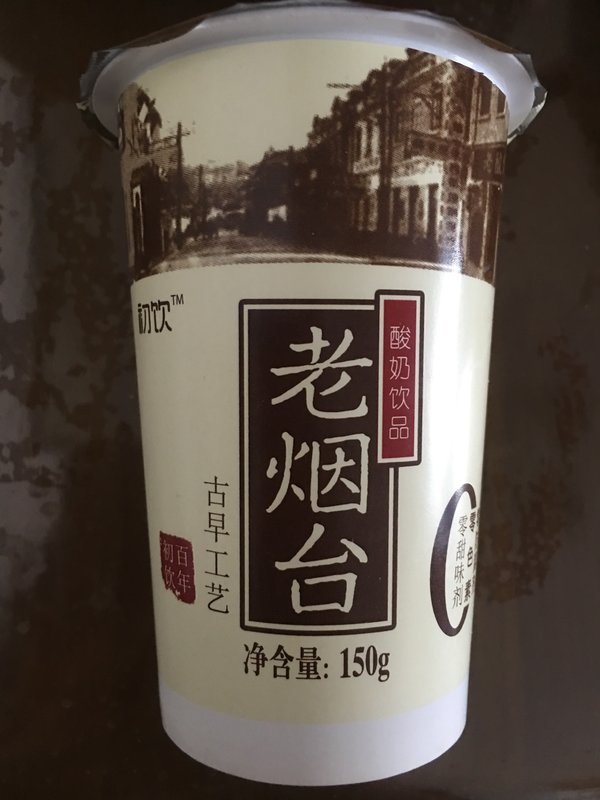 初饮™
酸奶饮品
老烟台
古早工艺
百年
初饮
零色素
零甜味剂
净含量: 150g